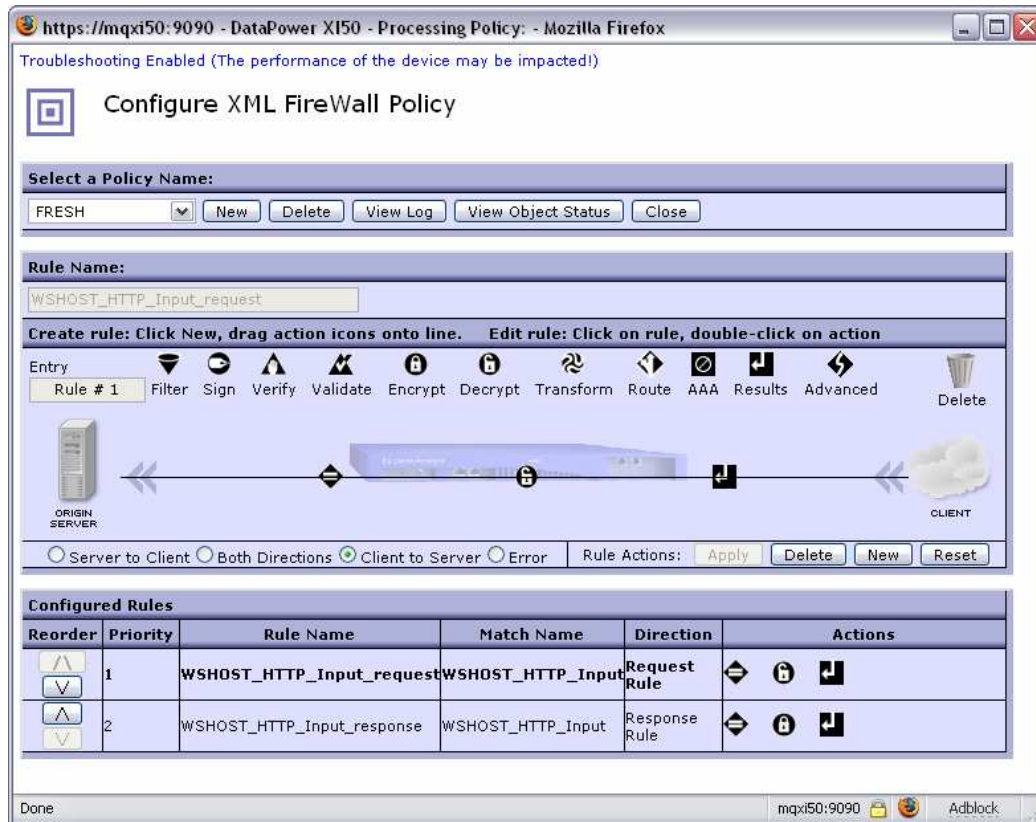 https://mqxi50:9090 - DataPower XI50 - Processing Policy: - Mozilla Firefox
Troubleshooting Enabled (The performance of the device may be impacted!)
Configure XML FireWall Policy
Select a Policy Name:
FRESH New Delete View Log View Object Status Close
Rule Name:
WSHOST_HTTP_Input_request
Create rule: Click New, drag action icons onto line. Edit rule: Click on rule, double-click on action
Entry
Rule # 1 Filter Sign Verify Validate Encrypt Decrypt Transform Route AAA Results Advanced
Delete
ORIGIN SERVER
CLIENT
Server to Client Both Directions Client to Server Error Rule Actions: Apply Delete New Reset
Configured Rules
Reorder Priority Rule Name Match Name Direction Actions
1 WSHOST_HTTP_Input_request WSHOST_HTTP_Input Request Rule
2 WSHOST_HTTP_Input_response WSHOST_HTTP_Input Response Rule
Done mqxi50:9090 Adblock